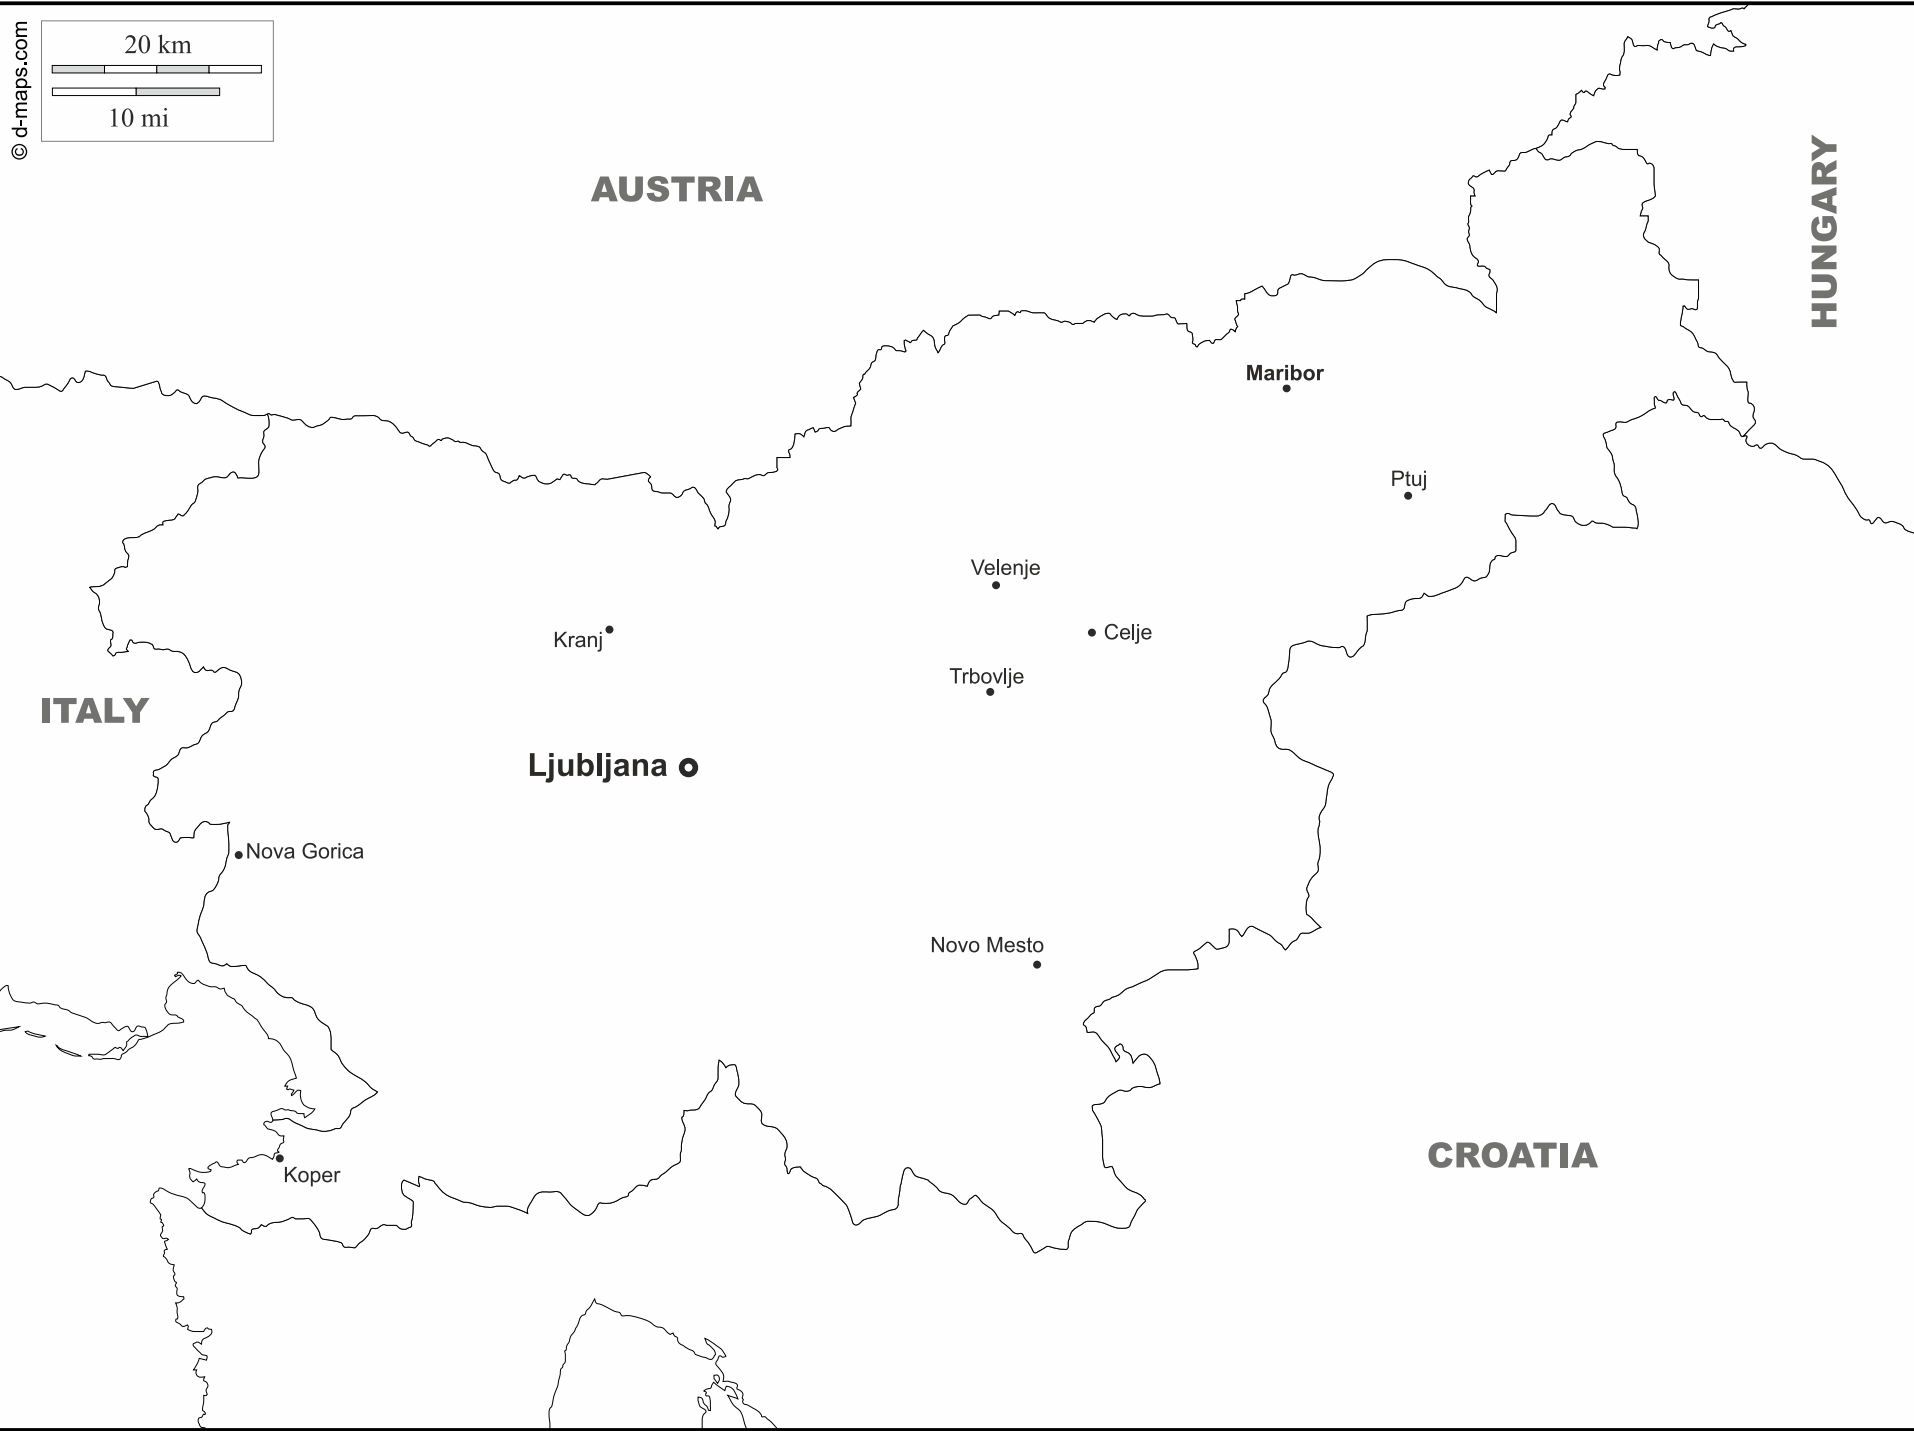 © d-maps.com
20 km
10 mi
AUSTRIA
HUNGARY
Maribor
Ptuj
Velenje
Kranj
Celje
Trbovlje
ITALY
Ljubljana
Nova Gorica
Novo Mesto
CROATIA
Koper